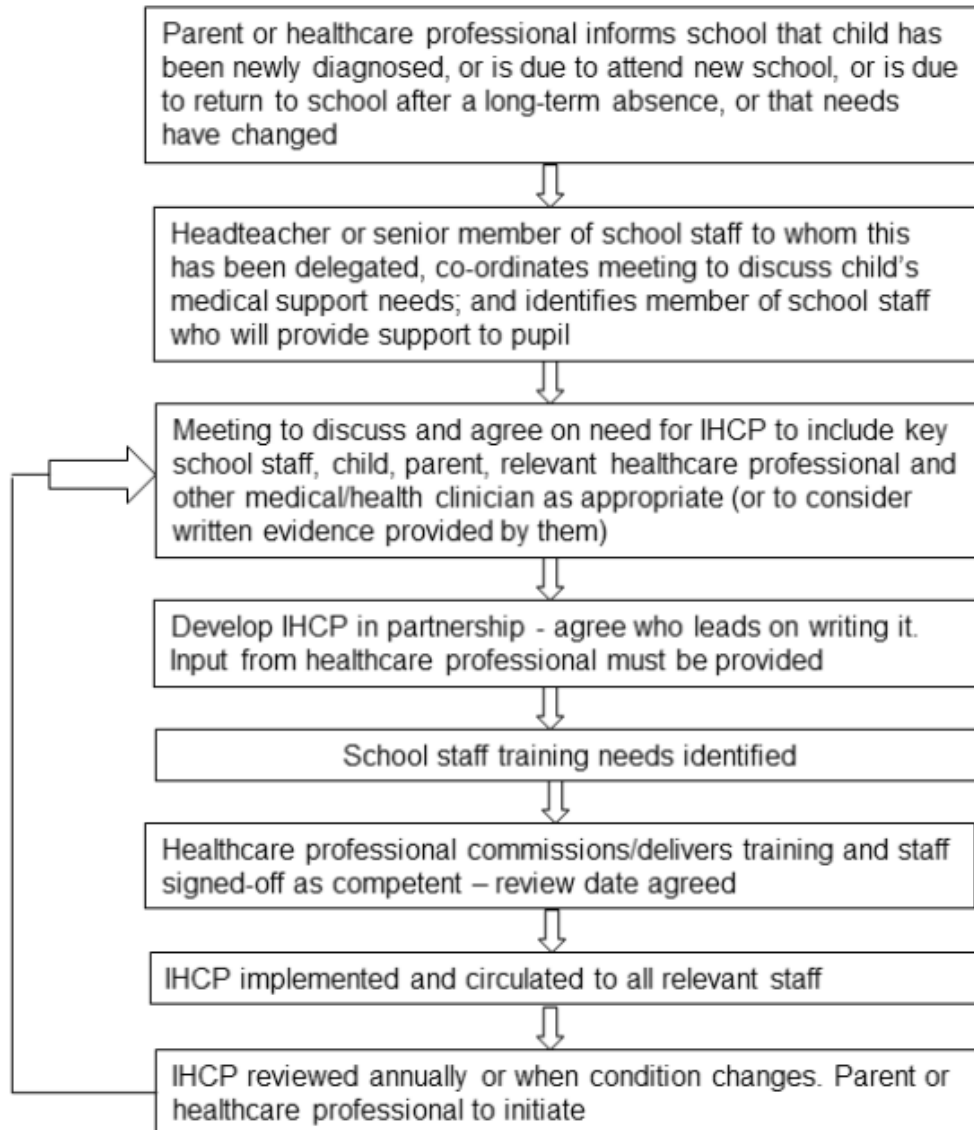 Parent or healthcare professional informs school that child has
been newly diagnosed, or is due to attend new school, or is due
to return to school after a long-term absence, or that needs
have changed
Headteacher or senior member of school staff to whom this
has been delegated, co-ordinates meeting to discuss child's
medical support needs; and identifies member of school staff
who will provide support to pupil
Meeting to discuss and agree on need for IHCP to include key
school staff, child, parent, relevant healthcare professional and
other medical/health clinician as appropriate (or to consider
written evidence provided by them)
Develop IHCP in partnership - agree who leads on writing it.
Input from healthcare professional must be provided
School staff training needs identified
Healthcare professional commissions/delivers training and staff
signed-off as competent – review date agreed
IHCP implemented and circulated to all relevant staff
IHCP reviewed annually or when condition changes. Parent or
healthcare professional to initiate